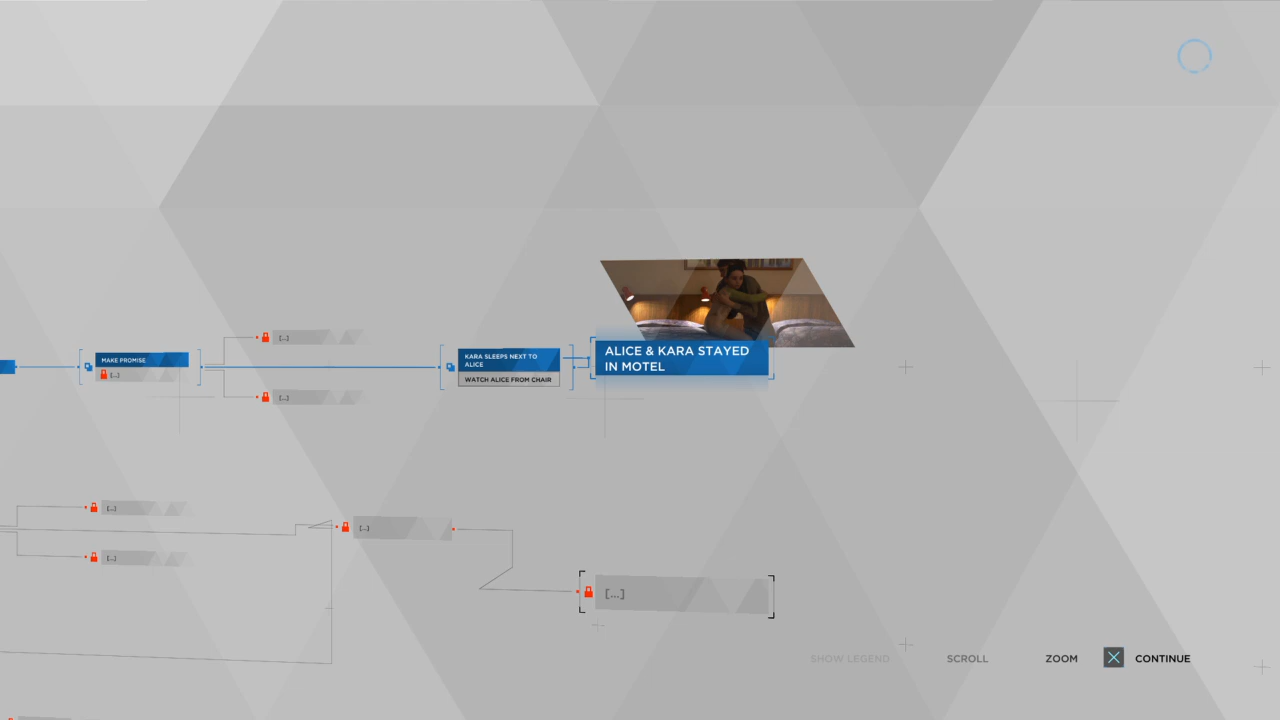 [...]
MAKE PROMISE
[...]
[...]
KARA SLEEPS NEXT TO
ALICE
WATCH ALICE FROM CHAIR
ALICE & KARA STAYED
IN MOTEL
[...]
[...]
[...]
[...]
SHOW LEGEND
SCROLL
ZOOM
CONTINUE